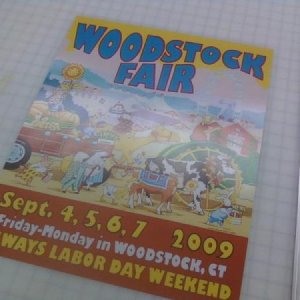 WOODSTOCK
FAIR
Sept. 4, 5, 6, 7 2009
Friday-Monday in WOODSTOCK, CT
WAYS LABOR DAY WEEKEND